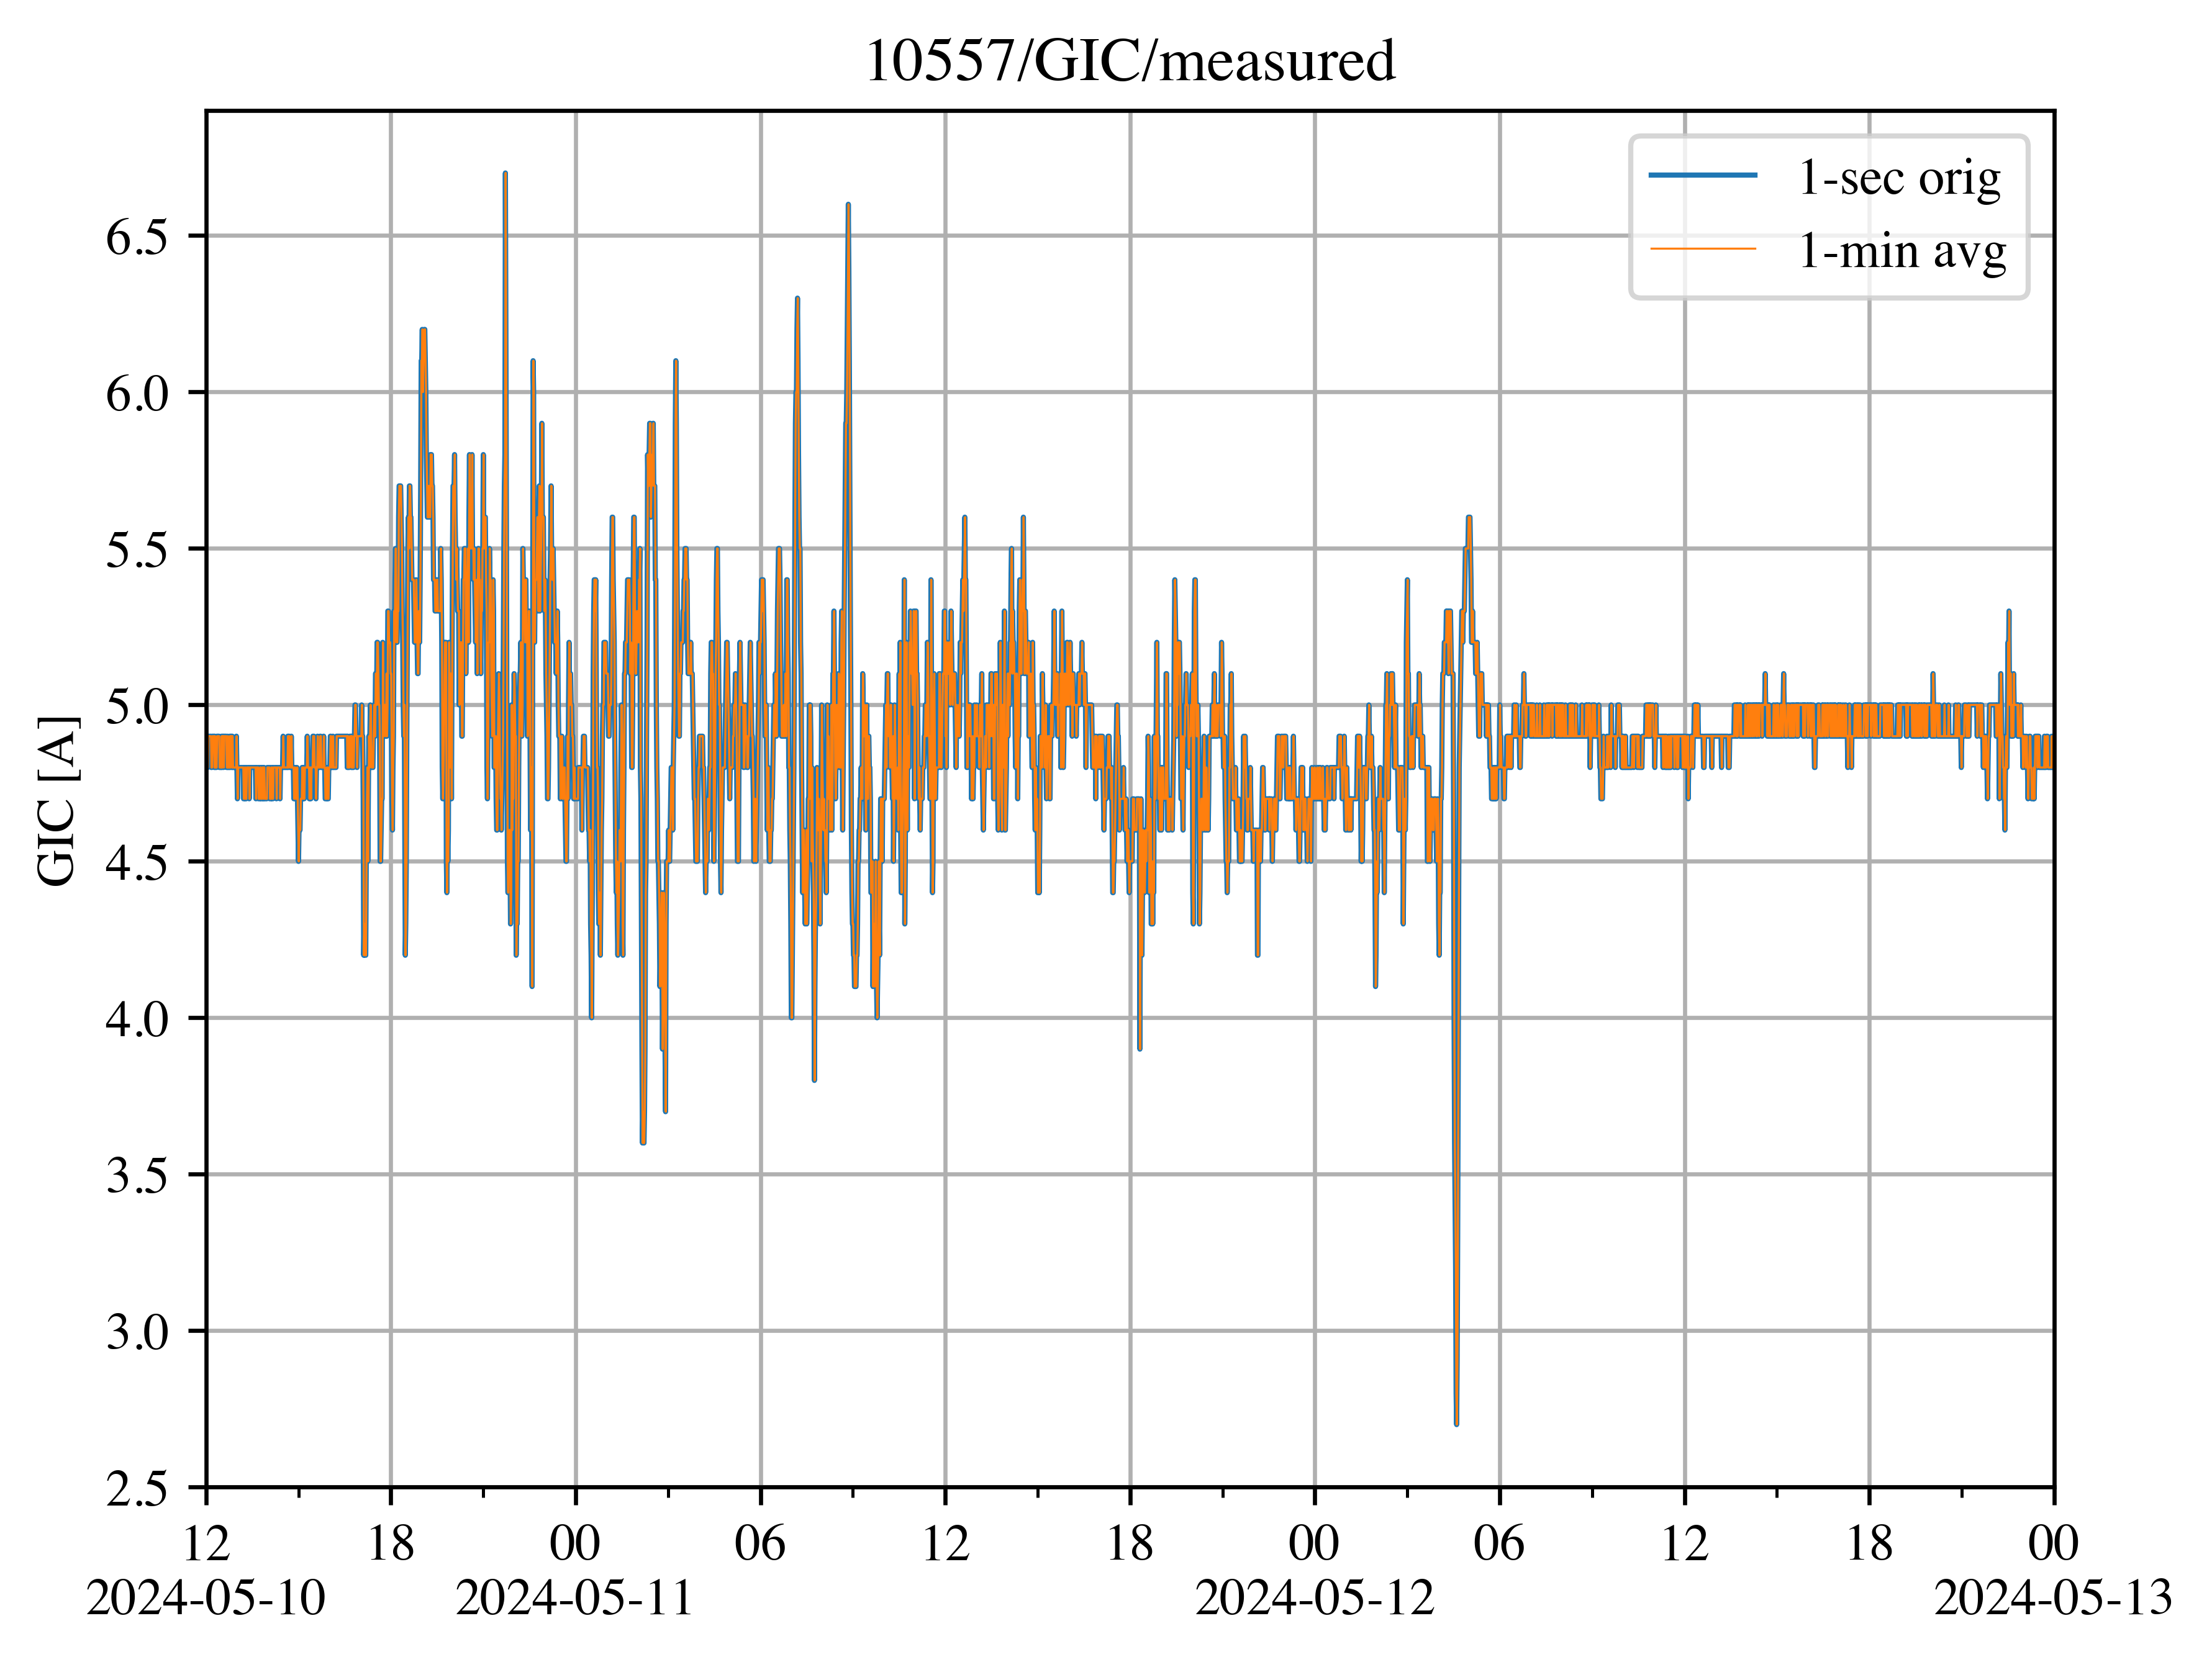 10557/GIC/measured
1-sec orig
1-min avg
GIC [A]
6.5
6.0
5.5
5.0
4.5
4.0
3.5
3.0
2.5
12 18 00 06 12 18 00 06 12 18 00
2024-05-10 2024-05-11 2024-05-12 2024-05-13